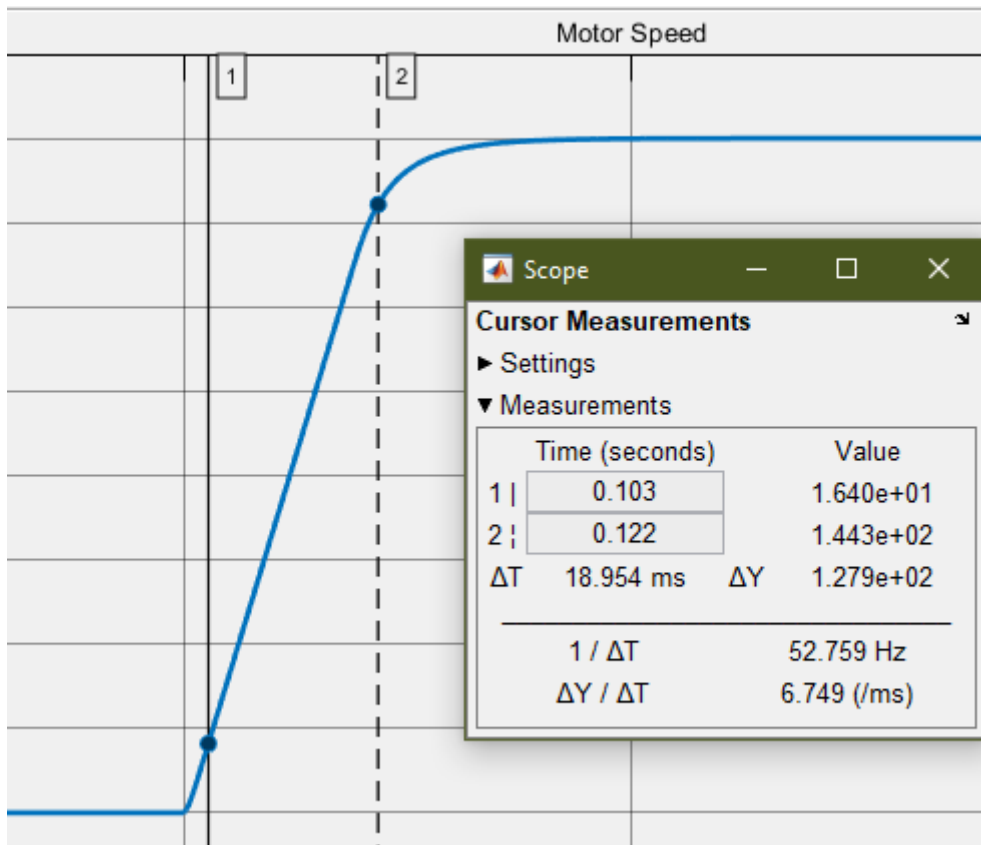 Motor Speed
1
2
Scope
Cursor Measurements
▶ Settings
▼ Measurements
Time (seconds) Value
1 | 0.103 1.640e+01
2 ¦ 0.122 1.443e+02
ΔT 18.954 ms ΔY 1.279e+02
1 / ΔT 52.759 Hz
ΔY / ΔT 6.749 (/ms)